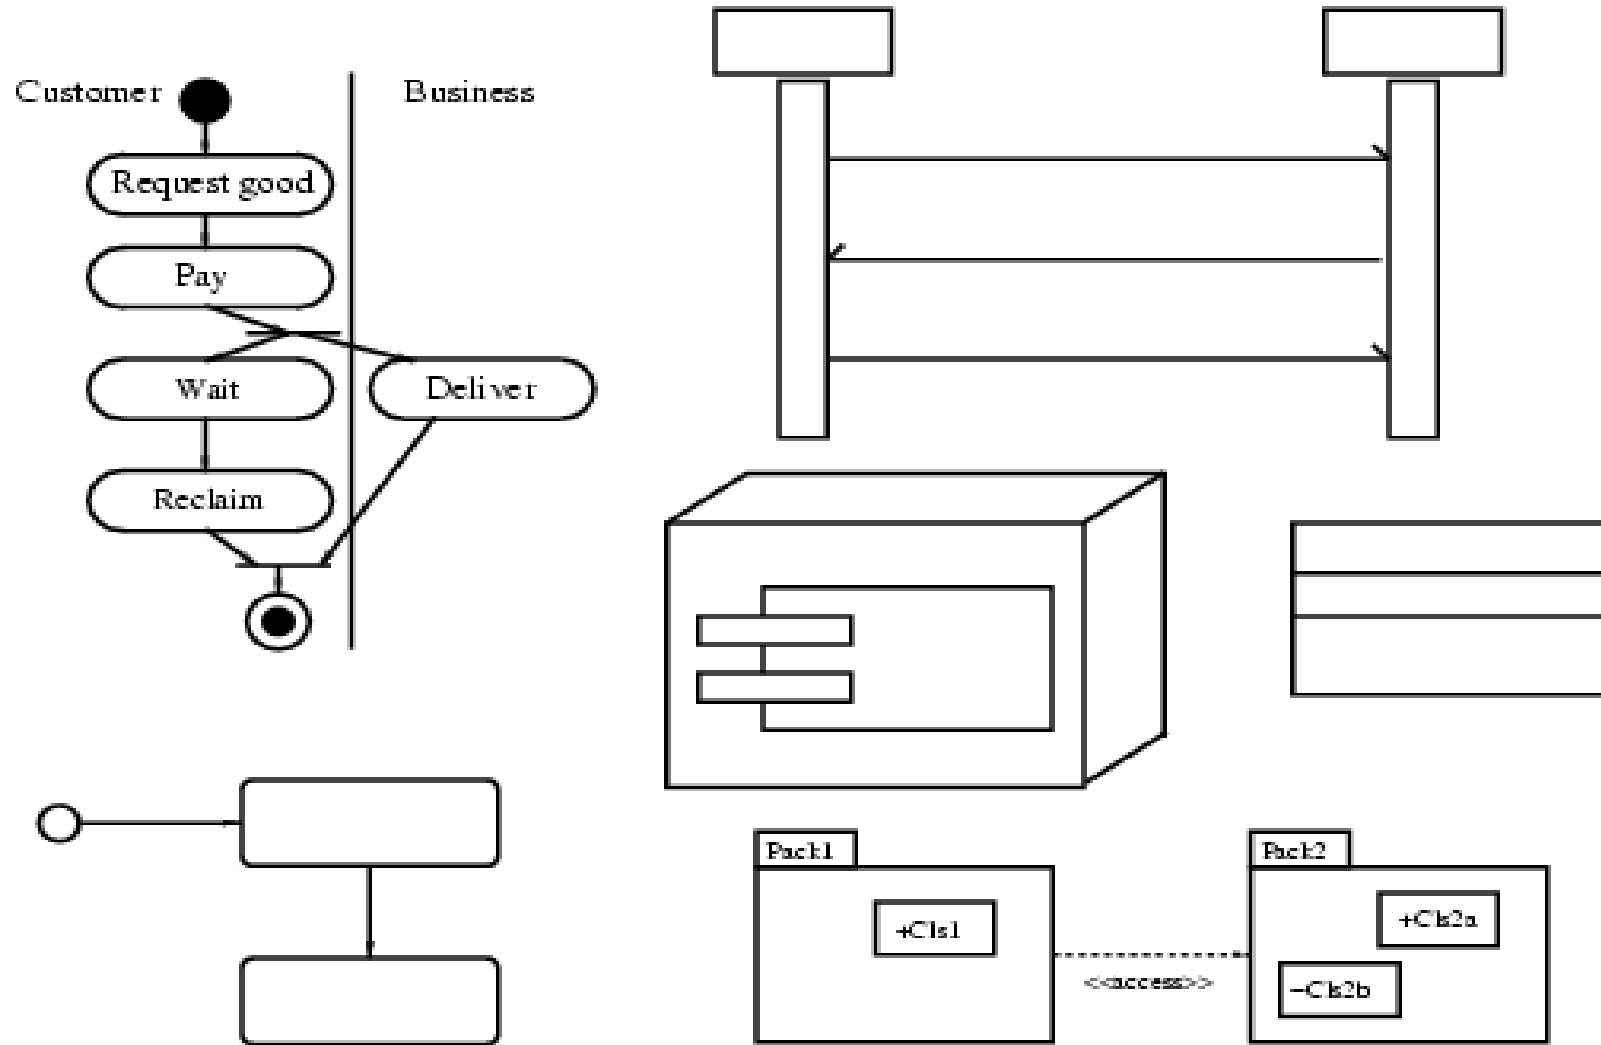 Customer
Business
Request good
Pay
Wait
Deliver
Reclaim
Pack1
Pack2
+Cls1
+Cls2a
<<access>>
-Cls2b